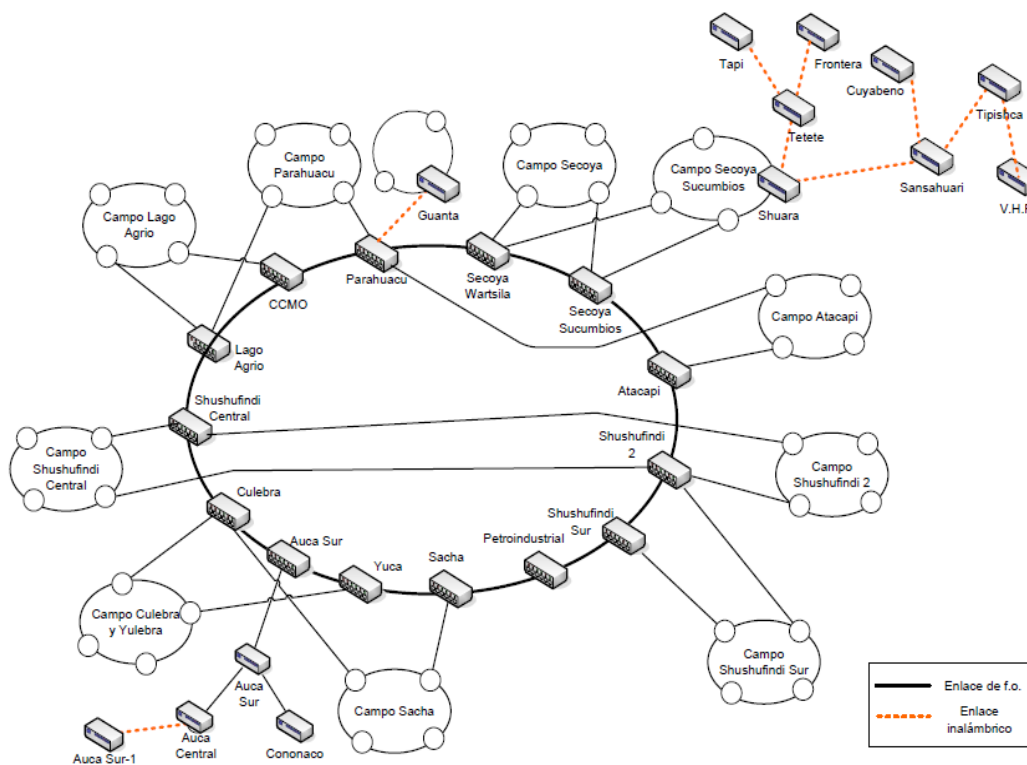 Tapi
Frontera
Cuyabeno
Tipishca
Tetete
Sansahuari
V.H.R
Campo
Parahuacu
Guanta
Campo Secoya
Campo Secoya
Sucumbios
Shuara
Campo Lago
Agrio
CCMO
Parahuacu
Secoya
Wartsila
Secoya
Sucumbios
Campo Atacapi
Lago
Agrio
Atacapi
Shushufindi
Central
Shushufindi
2
Campo
Shushufindi
Central
Campo
Shushufindi 2
Culebra
Auca Sur
Yuca
Sacha
Petroindustrial
Shushufindi
Sur
Campo Culebra
y Yulebra
Campo
Shushufindi Sur
Auca
Sur
Campo Sacha
Auca Sur-1
Auca
Central
Cononaco
Enlace de f.o.
Enlace
inalámbrico